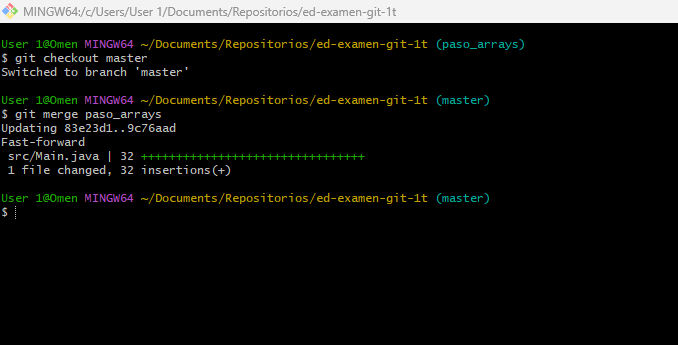 MINGW64:/c/Users/User 1/Documents/Repositorios/ed-examen-git-1t
User 1@Omen MINGW64 ~/Documents/Repositorios/ed-examen-git-1t (paso_arrays)
$ git checkout master
Switched to branch 'master'
User 1@Omen MINGW64 ~/Documents/Repositorios/ed-examen-git-1t (master)
$ git merge paso_arrays
Updating 83e23d1..9c76aad
Fast-forward
 src/Main.java | 32 ++++++++++++++++++++++++++++++++
 1 file changed, 32 insertions(+)
User 1@Omen MINGW64 ~/Documents/Repositorios/ed-examen-git-1t (master)
$